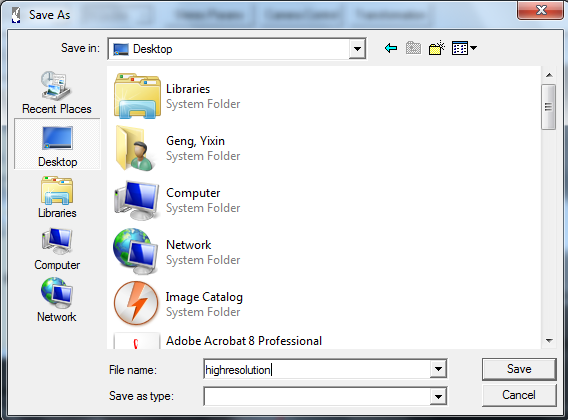 Save As
Save in:
Desktop
Recent Places
Desktop
Libraries
Computer
Network
Libraries
System Folder
Geng, Yixin
System Folder
Computer
System Folder
Network
System Folder
Image Catalog
System Folder
Adobe Acrobat 8 Professional
File name:
highresolution
Save
Save as type:
Cancel